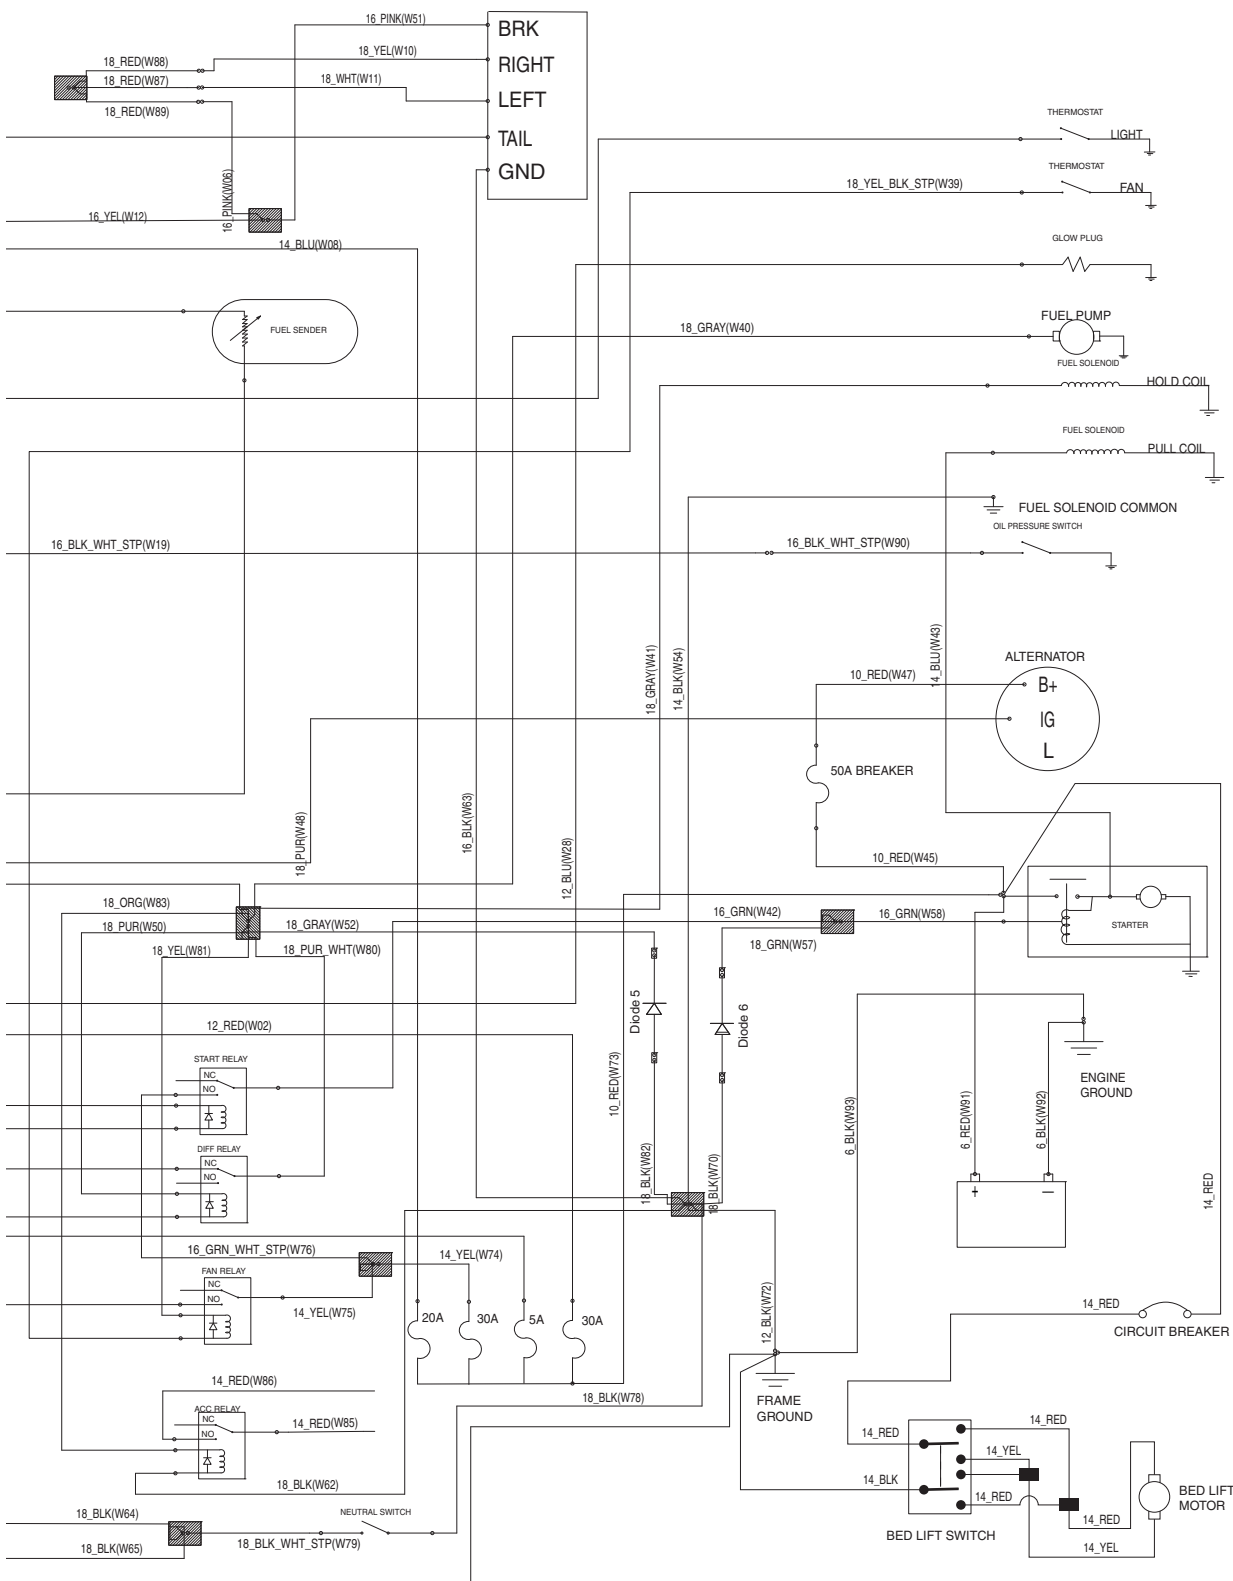 16_PINK(W51)
BRK
18_YEL(W10)
RIGHT
18_RED(W88)
18_RED(W87)
18_WHT(W11)
LEFT
18_RED(W89)
TAIL
GND
THERMOSTAT
LIGHT
THERMOSTAT
18_YEL_BLK_STP(W39)
FAN
16_PINK(W06)
16_YEL(W12)
14_BLU(W08)
GLOW PLUG
FUEL SENDER
18_GRAY(W40)
FUEL PUMP
FUEL SOLENOID
HOLD COIL
FUEL SOLENOID
PULL COIL
FUEL SOLENOID COMMON
OIL PRESSURE SWITCH
16_BLK_WHT_STP(W19)
16_BLK_WHT_STP(W90)
18_GRAY(W41)
14_BLK(W54)
14_BLU(W43)
ALTERNATOR
10_RED(W47)
B+
IG
L
50A BREAKER
18_PUR(W48)
16_BLK(W63)
12_BLU(W28)
10_RED(W45)
18_ORG(W83)
18_PUR(W50)
18_GRAY(W52)
16_GRN(W42)
16_GRN(W58)
STARTER
18_YEL(W81)
18_PUR_WHT(W80)
18_GRN(W57)
Diode 5
Diode 6
12_RED(W02)
START RELAY
NC
NO
10_RED(W73)
6_BLK(W93)
6_RED(W91)
6_BLK(W92)
ENGINE
GROUND
DIFF RELAY
NC
NO
18_BLK(W82)
18_BLK(W70)
14_RED
+
–
16_GRN_WHT_STP(W76)
14_YEL(W74)
FAN RELAY
NC
NO
14_YEL(W75)
20A
30A
5A
30A
12_BLK(W72)
14_RED
CIRCUIT BREAKER
14_RED(W86)
18_BLK(W78)
FRAME
GROUND
ACC RELAY
NC
NO
14_RED(W85)
14_RED
14_RED
14_YEL
14_BLK
14_RED
18_BLK(W62)
BED LIFT
MOTOR
18_BLK(W64)
NEUTRAL SWITCH
14_RED
BED LIFT SWITCH
18_BLK(W65)
18_BLK_WHT_STP(W79)
14_YEL